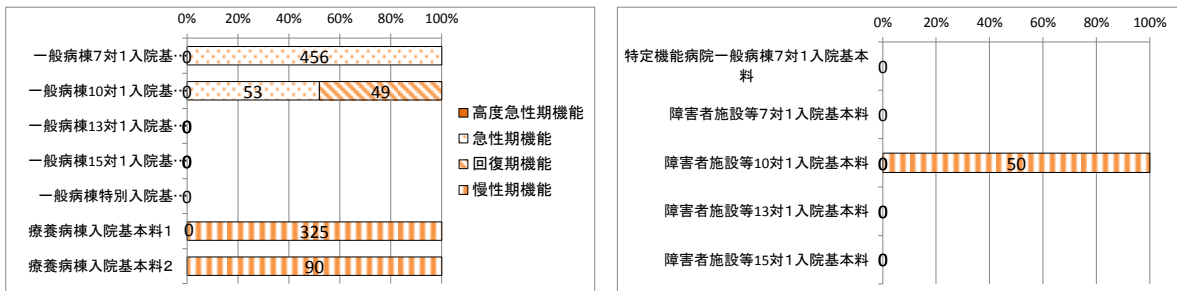 0% 20% 40% 60% 80% 100%
一般病棟7対1入院基… 0 456
一般病棟10対1入院基… 0 53 49
一般病棟13対1入院基… 0
一般病棟15対1入院基… 0
一般病棟特別入院基… 0
療養病棟入院基本料1 0 325
療養病棟入院基本料2 90
高度急性期機能
急性期機能
回復期機能
慢性期機能
0% 20% 40% 60% 80% 100%
特定機能病院一般病棟7対1入院基本
料 0
障害者施設等7対1入院基本料 0
障害者施設等10対1入院基本料 0 50
障害者施設等13対1入院基本料 0
障害者施設等15対1入院基本料 0